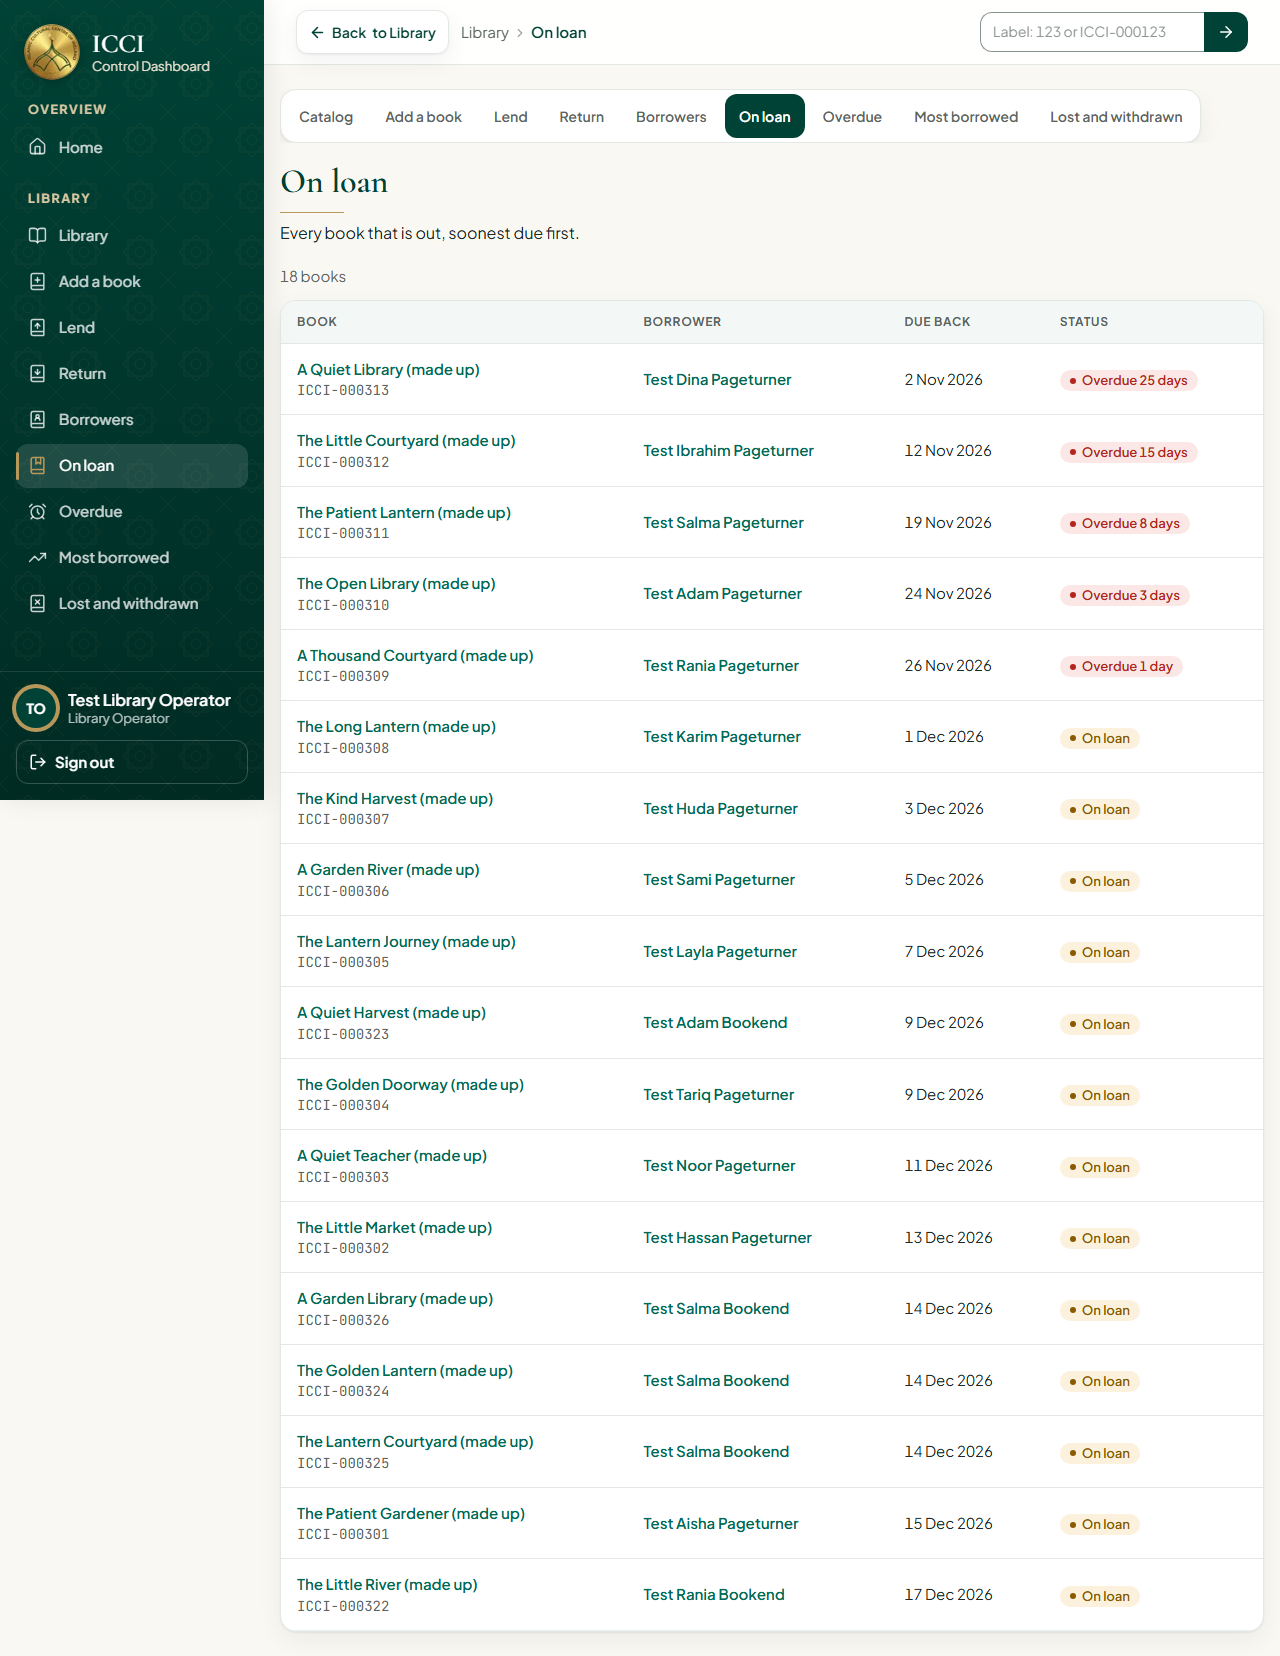 ICCI
Control Dashboard
OVERVIEW
Home
LIBRARY
Library
Add a book
Lend
Return
Borrowers
On loan
Overdue
Most borrowed
Lost and withdrawn
TO
Test Library Operator
Library Operator
Sign out
Back to Library
Library > On loan
Label: 123 or ICCI-000123
Catalog Add a book Lend Return Borrowers On loan Overdue Most borrowed Lost and withdrawn
On loan
Every book that is out, soonest due first.
18 books
BOOK BORROWER DUE BACK STATUS
A Quiet Library (made up)
ICCI-000313
Test Dina Pageturner 2 Nov 2026 Overdue 25 days
The Little Courtyard (made up)
ICCI-000312
Test Ibrahim Pageturner 12 Nov 2026 Overdue 15 days
The Patient Lantern (made up)
ICCI-000311
Test Salma Pageturner 19 Nov 2026 Overdue 8 days
The Open Library (made up)
ICCI-000310
Test Adam Pageturner 24 Nov 2026 Overdue 3 days
A Thousand Courtyard (made up)
ICCI-000309
Test Rania Pageturner 26 Nov 2026 Overdue 1 day
The Long Lantern (made up)
ICCI-000308
Test Karim Pageturner 1 Dec 2026 On loan
The Kind Harvest (made up)
ICCI-000307
Test Huda Pageturner 3 Dec 2026 On loan
A Garden River (made up)
ICCI-000306
Test Sami Pageturner 5 Dec 2026 On loan
The Lantern Journey (made up)
ICCI-000305
Test Layla Pageturner 7 Dec 2026 On loan
A Quiet Harvest (made up)
ICCI-000323
Test Adam Bookend 9 Dec 2026 On loan
The Golden Doorway (made up)
ICCI-000304
Test Tariq Pageturner 9 Dec 2026 On loan
A Quiet Teacher (made up)
ICCI-000303
Test Noor Pageturner 11 Dec 2026 On loan
The Little Market (made up)
ICCI-000302
Test Hassan Pageturner 13 Dec 2026 On loan
A Garden Library (made up)
ICCI-000326
Test Salma Bookend 14 Dec 2026 On loan
The Golden Lantern (made up)
ICCI-000324
Test Salma Bookend 14 Dec 2026 On loan
The Lantern Courtyard (made up)
ICCI-000325
Test Salma Bookend 14 Dec 2026 On loan
The Patient Gardener (made up)
ICCI-000301
Test Aisha Pageturner 15 Dec 2026 On loan
The Little River (made up)
ICCI-000322
Test Rania Bookend 17 Dec 2026 On loan